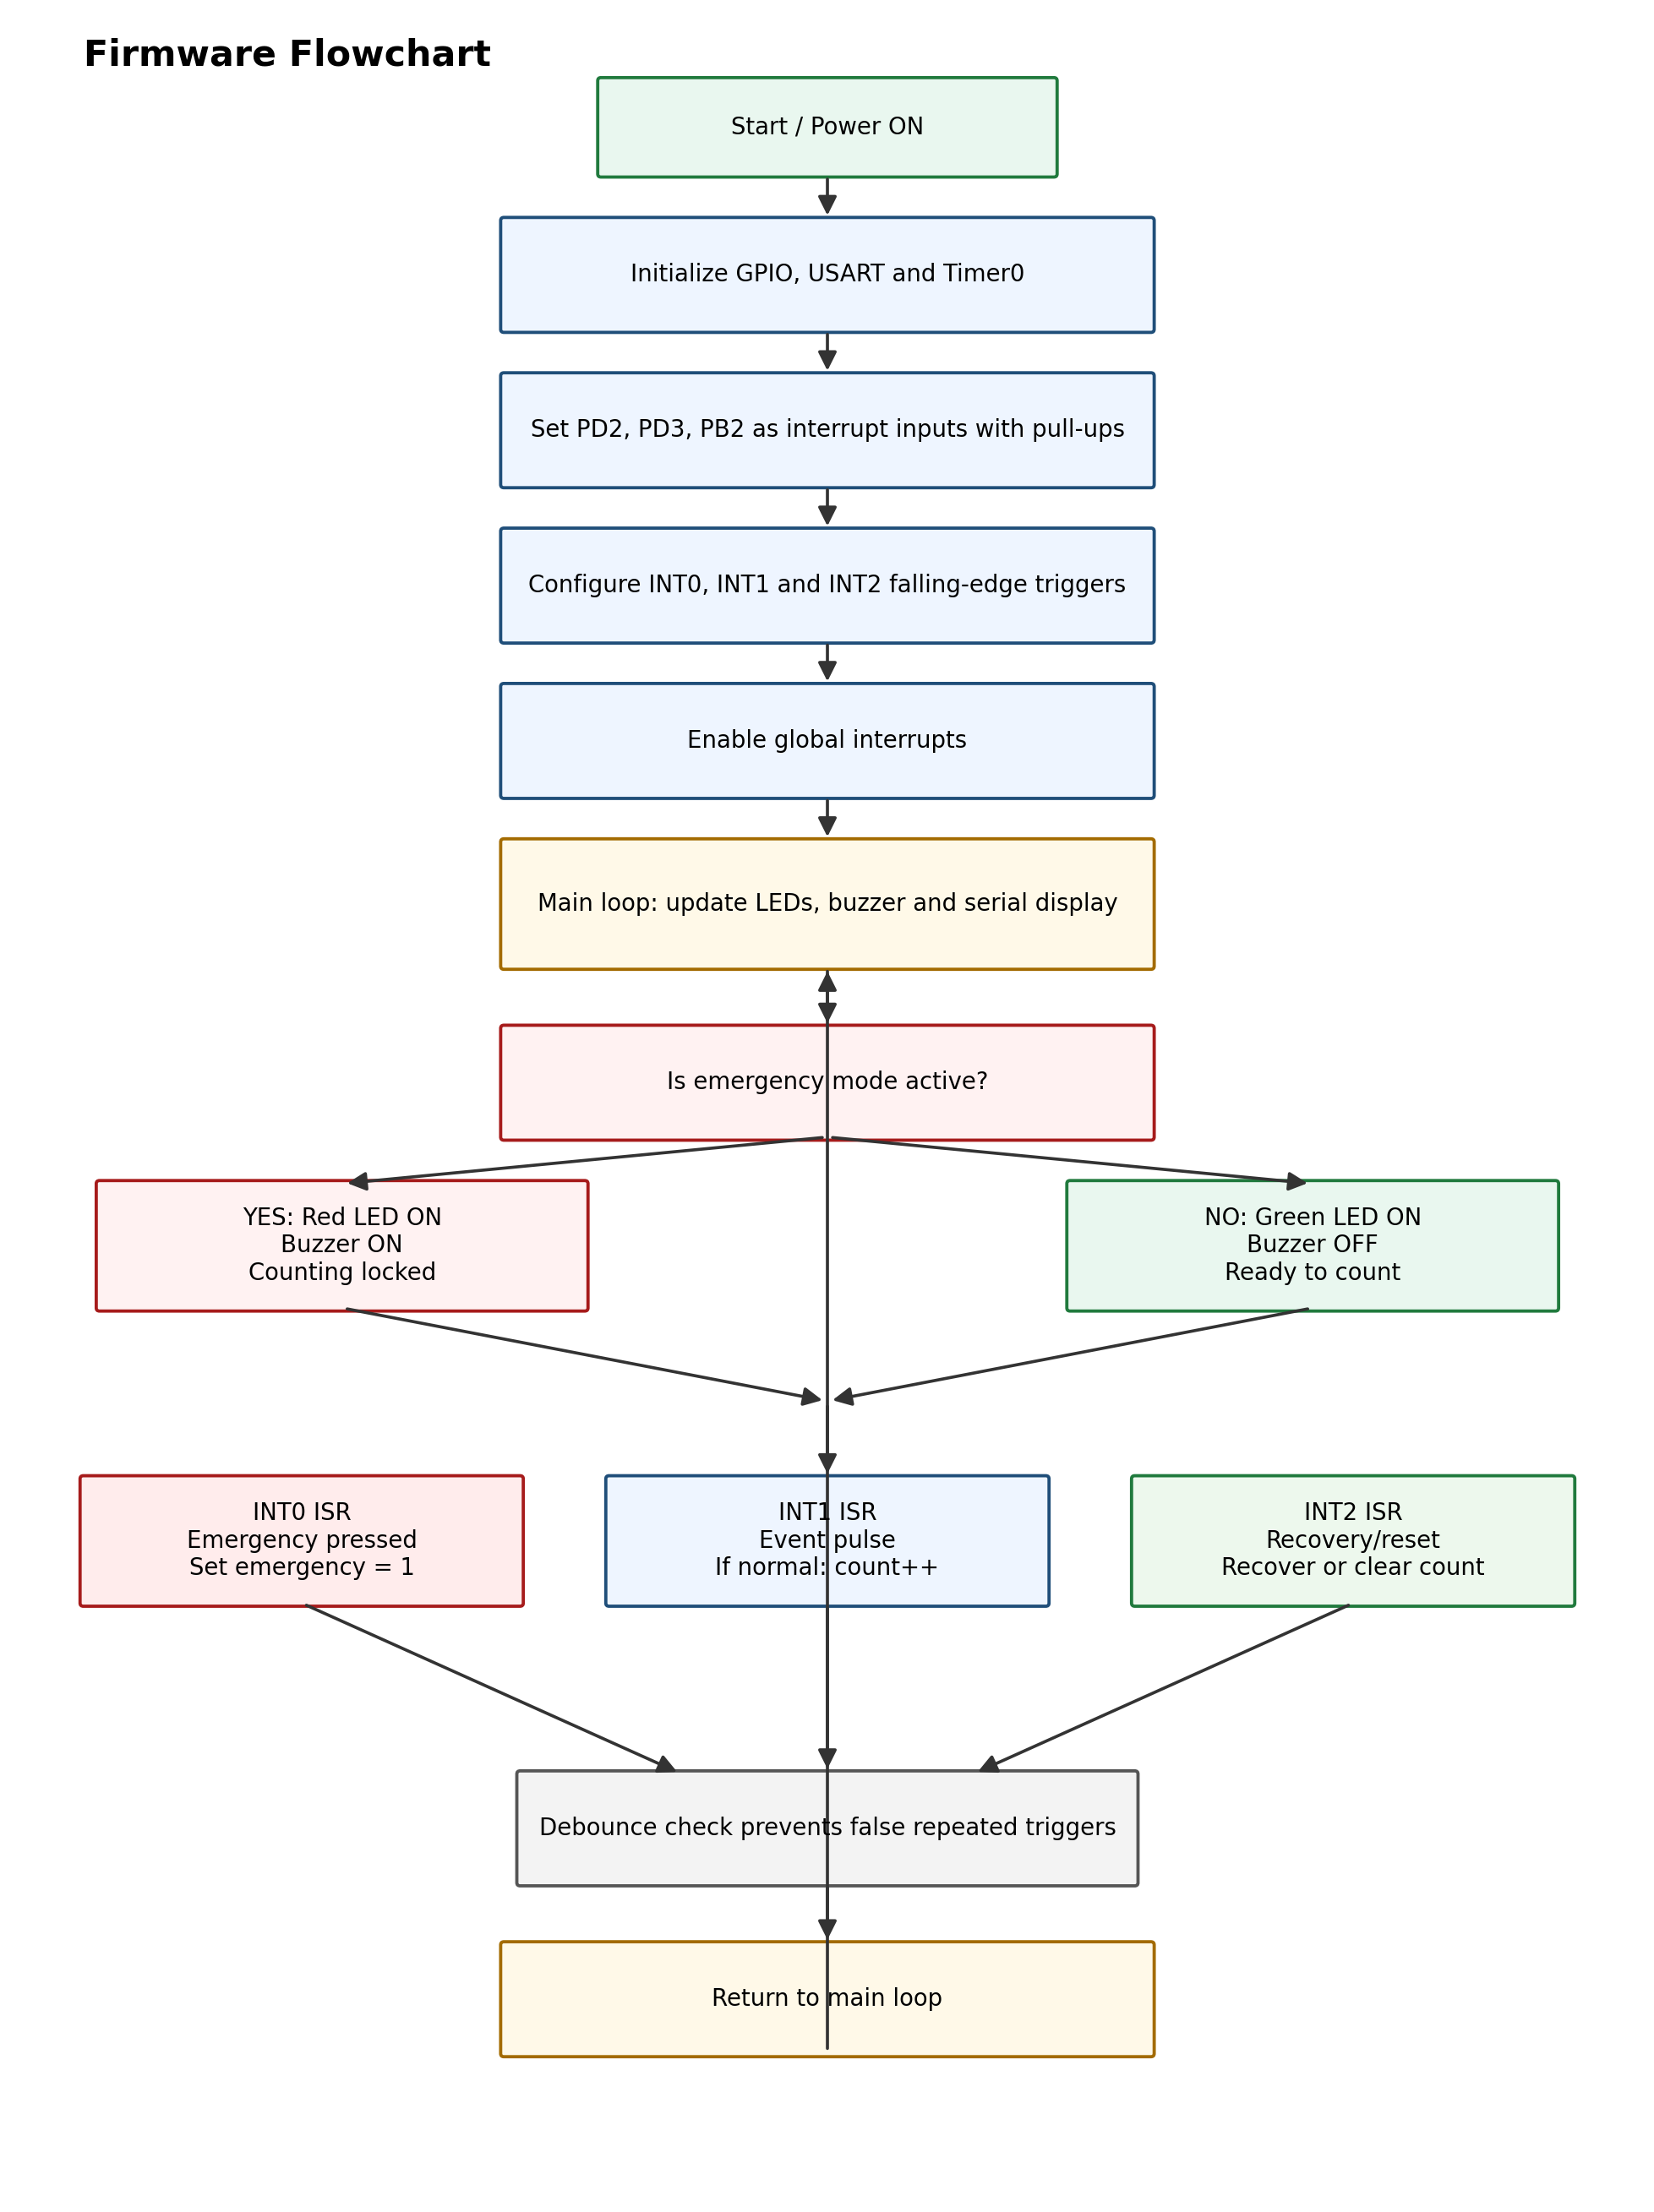 Firmware Flowchart
Start / Power ON
Initialize GPIO, USART and Timer0
Set PD2, PD3, PB2 as interrupt inputs with pull-ups
Configure INT0, INT1 and INT2 falling-edge triggers
Enable global interrupts
Main loop: update LEDs, buzzer and serial display
Is emergency mode active?
YES: Red LED ON
Buzzer ON
Counting locked
NO: Green LED ON
Buzzer OFF
Ready to count
INT0 ISR
Emergency pressed
Set emergency = 1
INT1 ISR
Event pulse
If normal: count++
INT2 ISR
Recovery/reset
Recover or clear count
Debounce check prevents false repeated triggers
Return to main loop